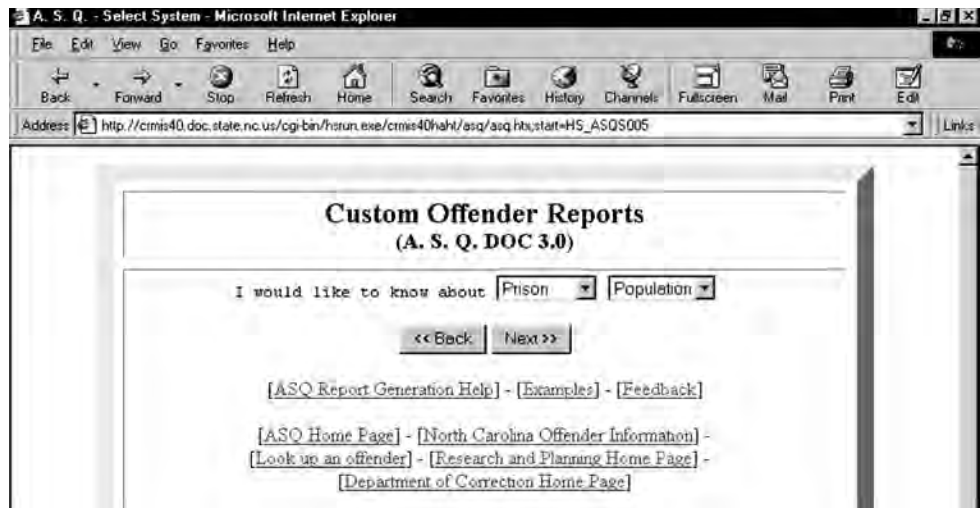 A. S. Q. - Select System - Microsoft Internet Explorer
File Edit View Go Favorites Help
Back Forward Stop Refresh Home Search Favorites History Channels Fullscreen Mail Print Edit
Address http://crmis40.doc.state.nc.us/cgi-bin/hsrun.exe/crmis40haht/asq/asq.htx;start=HS_ASQS005 Links
Custom Offender Reports
(A. S. Q. DOC 3.0)
I would like to know about Prison Population
<< Back Next >>
[ASQ Report Generation Help] - [Examples] - [Feedback]
[ASQ Home Page] - [North Carolina Offender Information] -
[Look up an offender] - [Research and Planning Home Page] -
[Department of Correction Home Page]